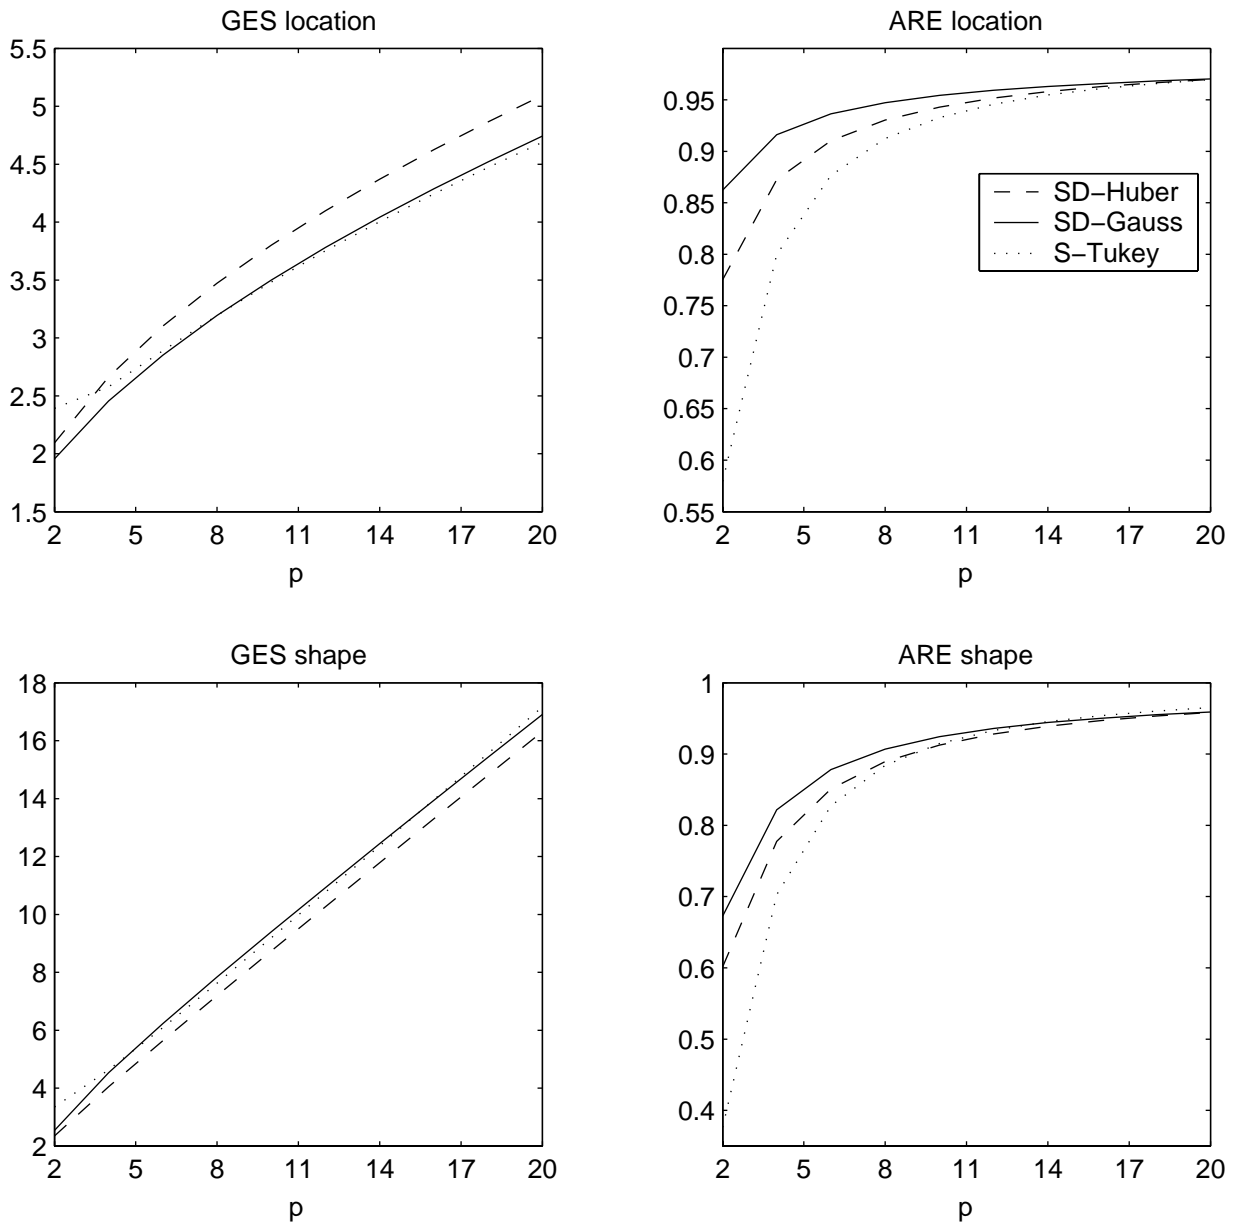 GES location
5.5
5
4.5
4
3.5
3
2.5
2
1.5
2 5 8 11 14 17 20
p
ARE location
0.95
0.9
0.85
0.8
0.75
0.7
0.65
0.6
0.55
SD−Huber
SD−Gauss
S−Tukey
2 5 8 11 14 17 20
p
GES shape
18
16
14
12
10
8
6
4
2
2 5 8 11 14 17 20
p
ARE shape
1
0.9
0.8
0.7
0.6
0.5
0.4
2 5 8 11 14 17 20
p